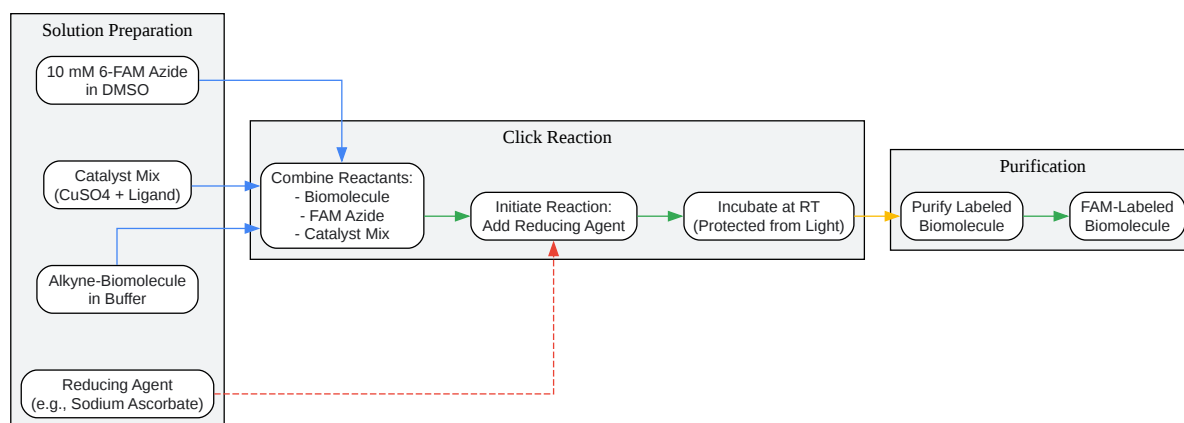 Solution Preparation
10 mM 6-FAM Azide
in DMSO
Catalyst Mix
(CuSO4 + Ligand)
Alkyne-Biomolecule
in Buffer
Reducing Agent
(e.g., Sodium Ascorbate)
Click Reaction
Combine Reactants:
- Biomolecule
- FAM Azide
- Catalyst Mix
Initiate Reaction:
Add Reducing Agent
Incubate at RT
(Protected from Light)
Purification
Purify Labeled
Biomolecule
FAM-Labeled
Biomolecule